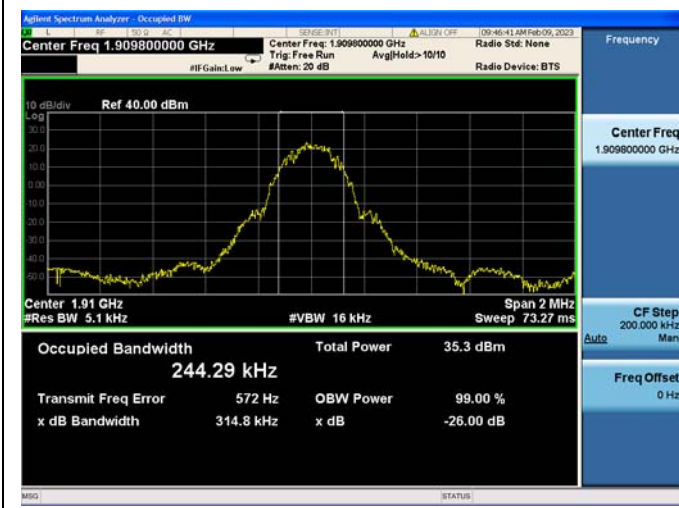 Agilent Spectrum Analyzer - Occupied BW
L RF 50 Ω AC SENSE:INT ALIGN OFF 09:46:41 AM Feb 09, 2023
Center Freq 1.909800000 GHz Center Freq: 1.909800000 GHz Radio Std: None Frequency
Trig: Free Run Avg|Hold:>10/10
#IFGain:Low #Atten: 20 dB Radio Device: BTS
10 dB/div Ref 40.00 dBm
Log
30.0
20.0
10.0
0.00
-10.0
-20.0
-30.0
-40.0
-50.0
Center Freq
1.909800000 GHz
Center 1.91 GHz Span 2 MHz
#Res BW 5.1 kHz #VBW 16 kHz Sweep 73.27 ms
CF Step
200.000 kHz
Auto Man
Occupied Bandwidth Total Power 35.3 dBm
244.29 kHz
Freq Offset
0 Hz
Transmit Freq Error 572 Hz OBW Power 99.00 %
x dB Bandwidth 314.8 kHz x dB -26.00 dB
MSG STATUS